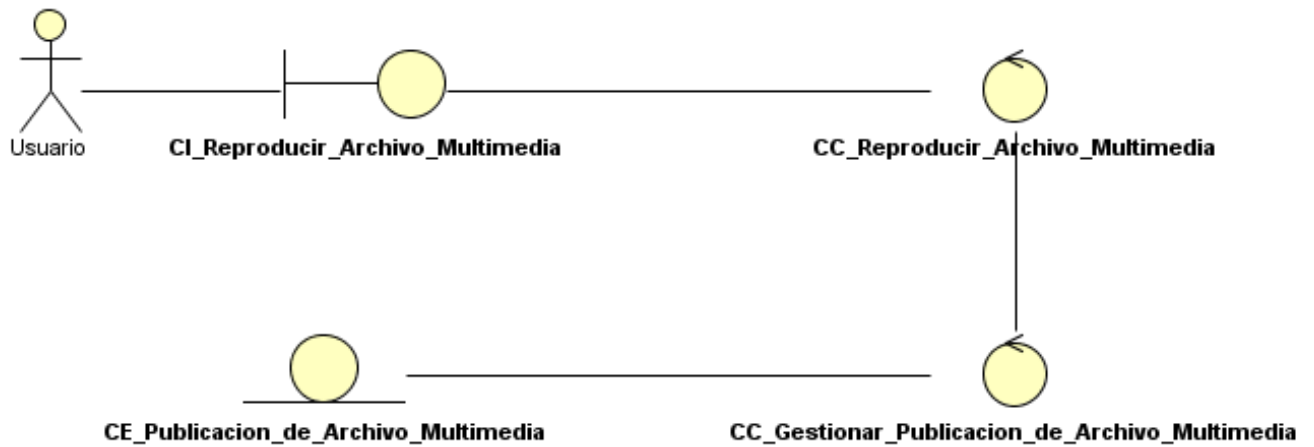 Usuario
CI_Reproducir_Archivo_Multimedia
CC_Reproducir_Archivo_Multimedia
CE_Publicacion_de_Archivo_Multimedia
CC_Gestionar_Publicacion_de_Archivo_Multimedia